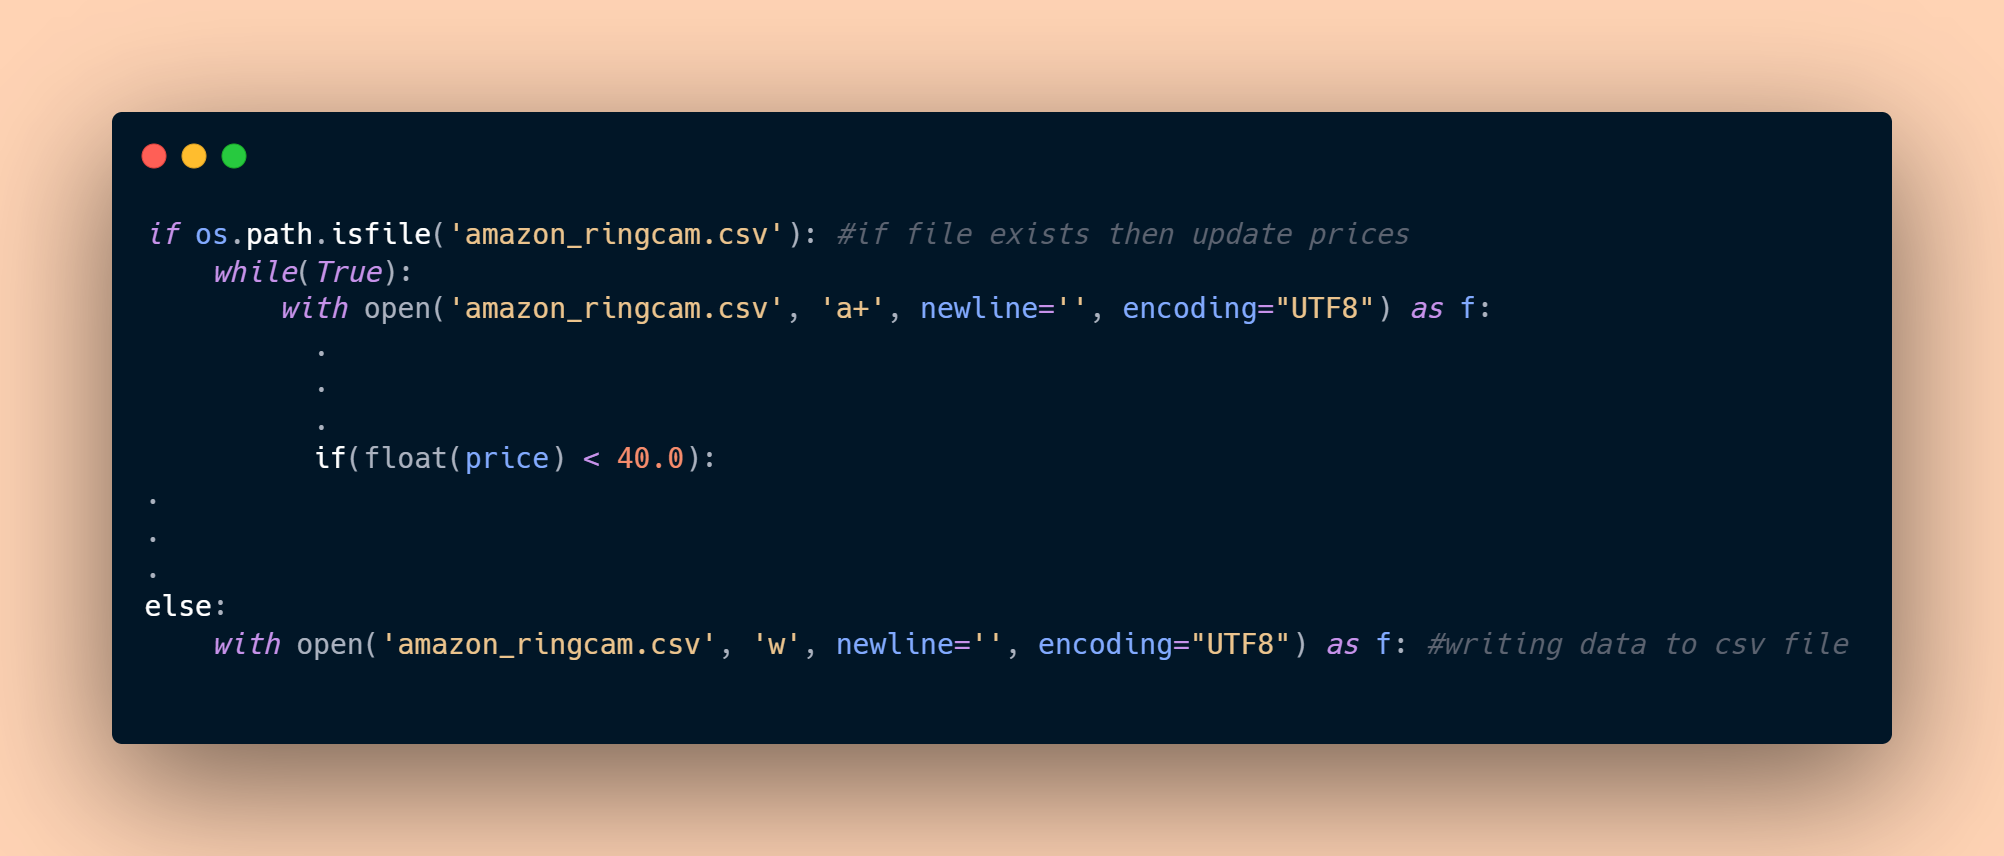 if os.path.isfile('amazon_ringcam.csv'): #if file exists then update prices
    while(True):
        with open('amazon_ringcam.csv', 'a+', newline='', encoding="UTF8") as f:
          .
          .
          .
          if(float(price) < 40.0):
.
.
.
else:
    with open('amazon_ringcam.csv', 'w', newline='', encoding="UTF8") as f: #writing data to csv file